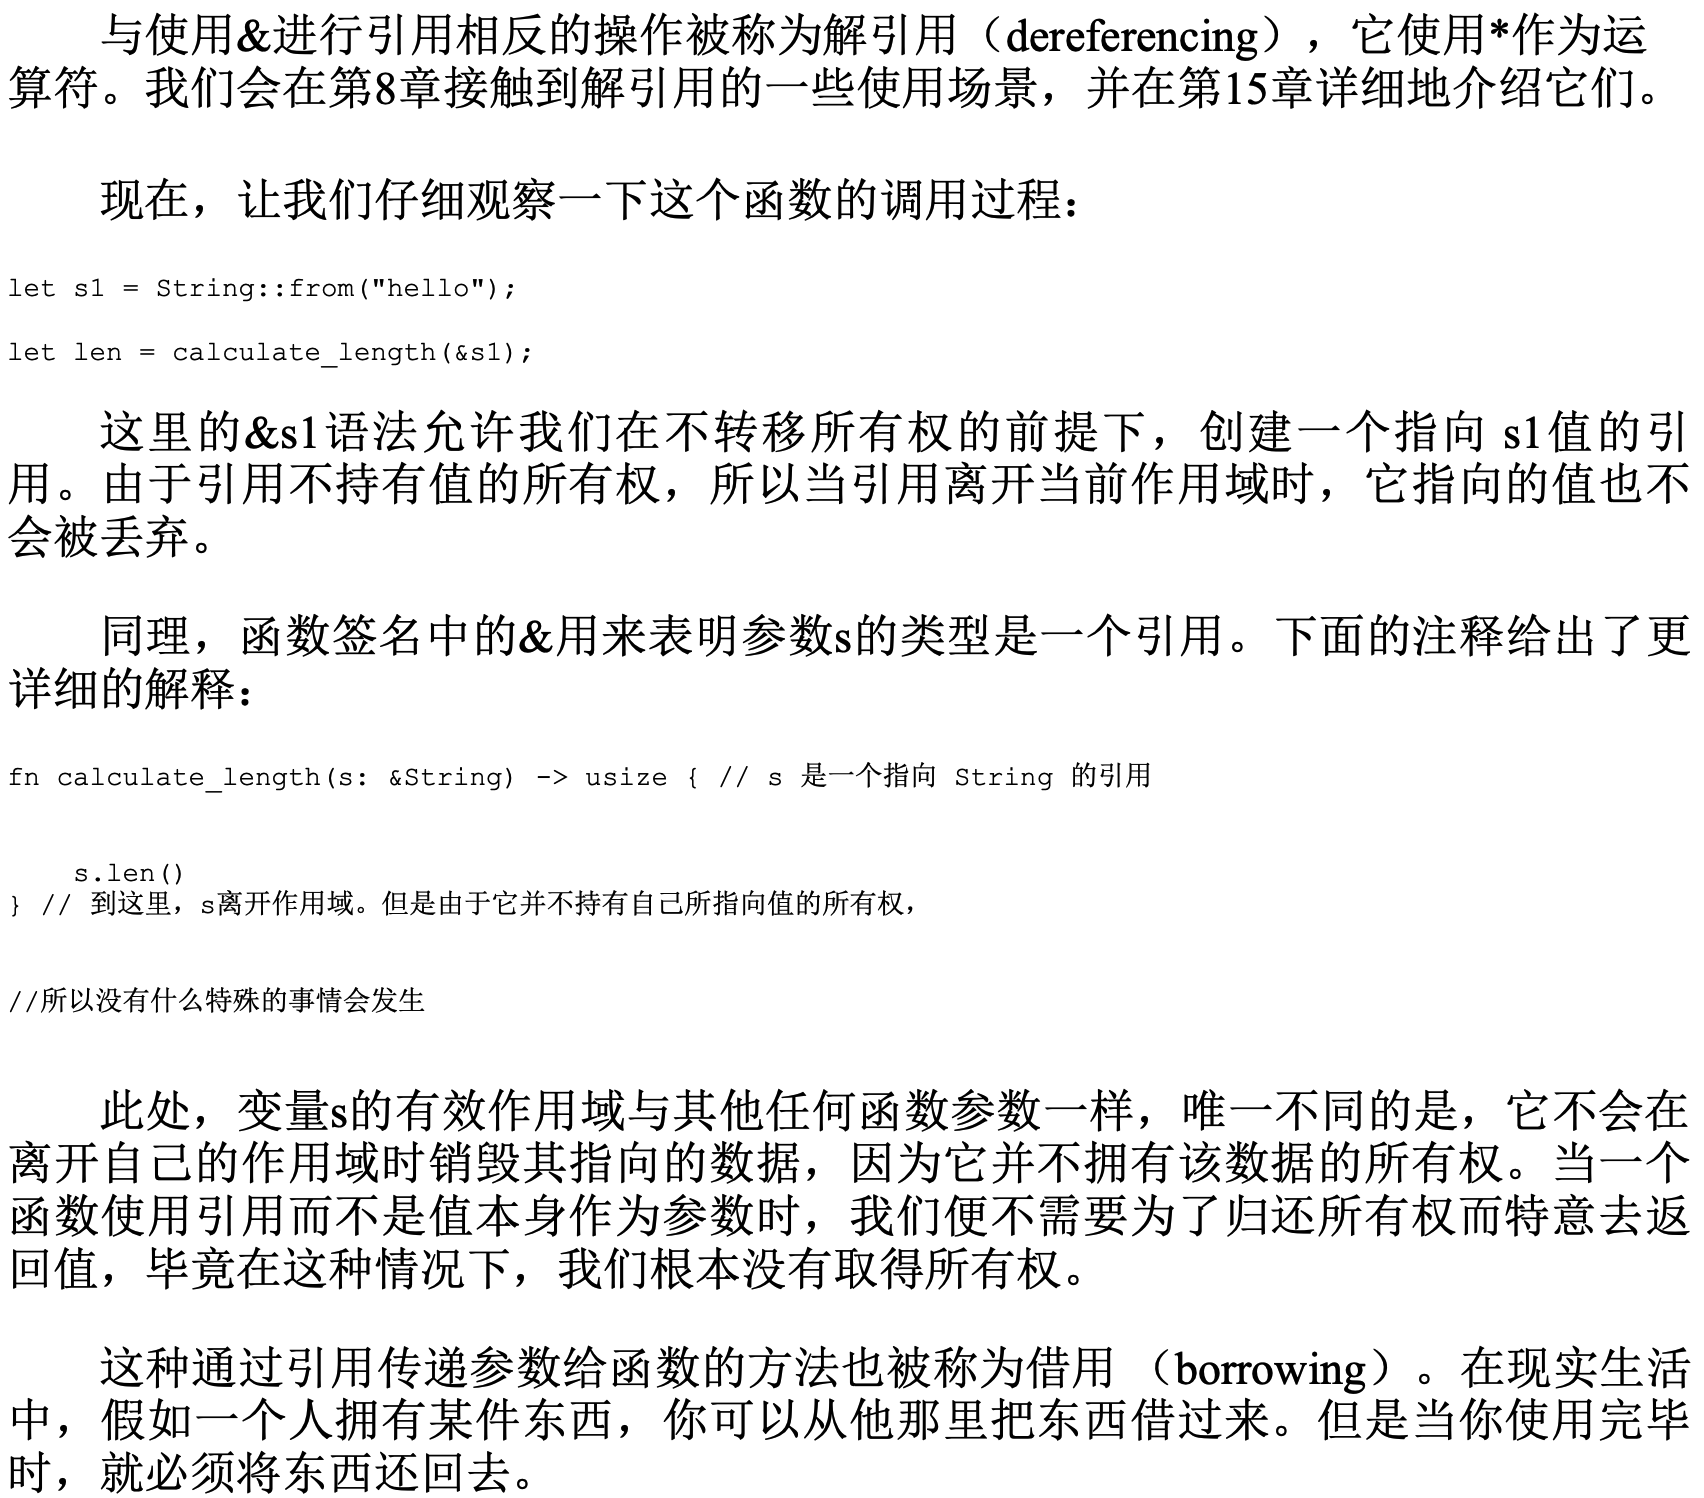 与使用&进行引用相反的操作被称为解引用（dereferencing），它使用*作为运
算符。我们会在第8章接触到解引用的一些使用场景，并在第15章详细地介绍它们。
现在，让我们仔细观察一下这个函数的调用过程：
let s1 = String::from("hello");
let len = calculate_length(&s1);
这里的&s1语法允许我们在不转移所有权的前提下，创建一个指向 s1值的引
用。由于引用不持有值的所有权，所以当引用离开当前作用域时，它指向的值也不
会被丢弃。
同理，函数签名中的&用来表明参数s的类型是一个引用。下面的注释给出了更
详细的解释：
fn calculate_length(s: &String) -> usize { // s 是一个指向 String 的引用
s.len()
} // 到这里，s离开作用域。但是由于它并不持有自己所指向值的所有权，
//所以没有什么特殊的事情会发生
此处，变量s的有效作用域与其他任何函数参数一样，唯一不同的是，它不会在
离开自己的作用域时销毁其指向的数据，因为它并不拥有该数据的所有权。当一个
函数使用引用而不是值本身作为参数时，我们便不需要为了归还所有权而特意去返
回值，毕竟在这种情况下，我们根本没有取得所有权。
这种通过引用传递参数给函数的方法也被称为借用 （borrowing）。在现实生活
中，假如一个人拥有某件东西，你可以从他那里把东西借过来。但是当你使用完毕
时，就必须将东西还回去。